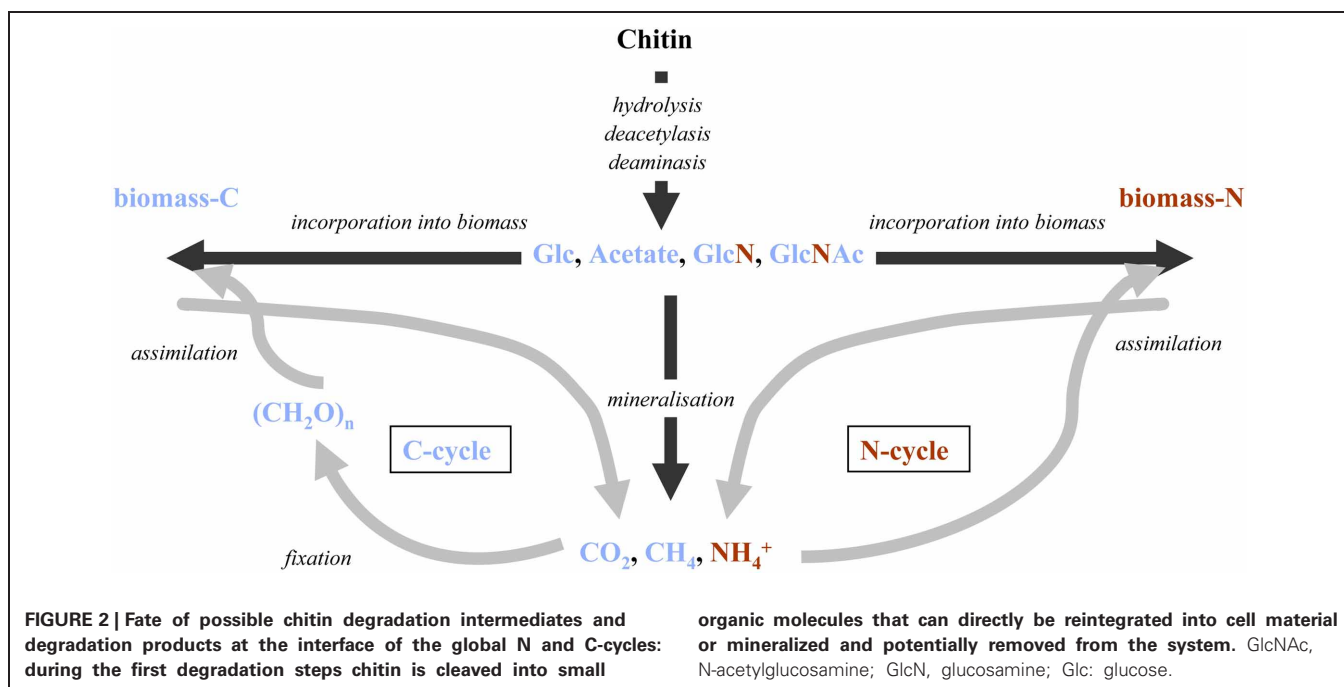 Chitin
hydrolysis
deacetylasis
deaminasis
biomass-C
biomass-N
incorporation into biomass
incorporation into biomass
Glc, Acetate, GlcN, GlcNAc
assimilation
assimilation
mineralisation
(CH₂O)ₙ
C-cycle
N-cycle
fixation
CO₂, CH₄, NH₄⁺
FIGURE 2 | Fate of possible chitin degradation intermediates and
degradation products at the interface of the global N and C-cycles:
during the first degradation steps chitin is cleaved into small
organic molecules that can directly be reintegrated into cell material
or mineralized and potentially removed from the system. GlcNAc,
N-acetylglucosamine; GlcN, glucosamine; Glc: glucose.